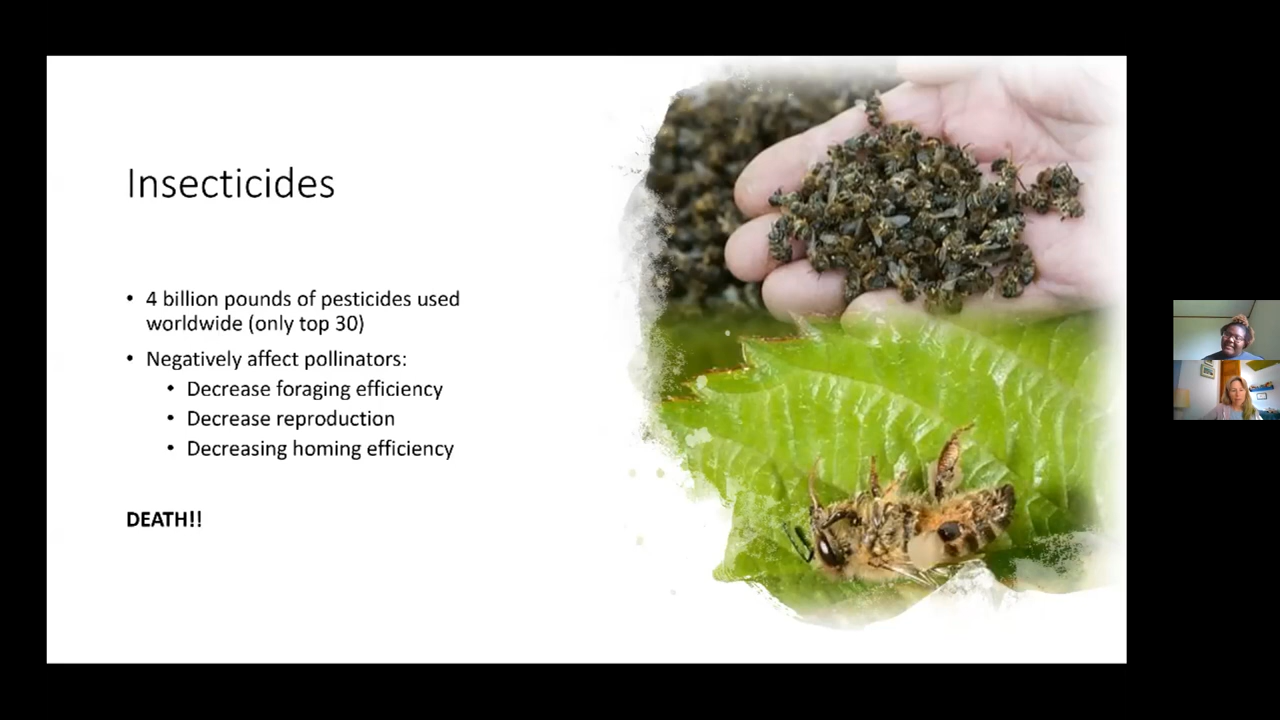 Insecticides
• 4 billion pounds of pesticides used
worldwide (only top 30)
• Negatively affect pollinators:
• Decrease foraging efficiency
• Decrease reproduction
• Decreasing homing efficiency
DEATH!!